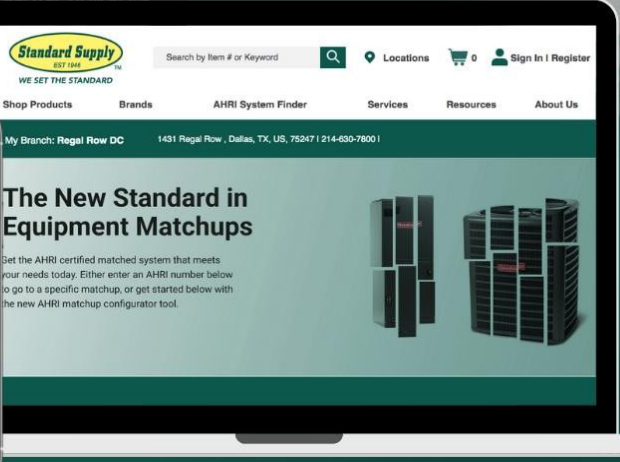 Standard Supply
EST 1946
TM
WE SET THE STANDARD
Search by Item # or Keyword
Locations
0
Sign In | Register
Shop Products
Brands
AHRI System Finder
Services
Resources
About Us
My Branch: Regal Row DC
1431 Regal Row , Dallas, TX, US, 75247 | 214-630-7800 |
The New Standard in
Equipment Matchups
Get the AHRI certified matched system that meets
your needs today. Either enter an AHRI number below
to go to a specific matchup, or get started below with
the new AHRI matchup configurator tool.